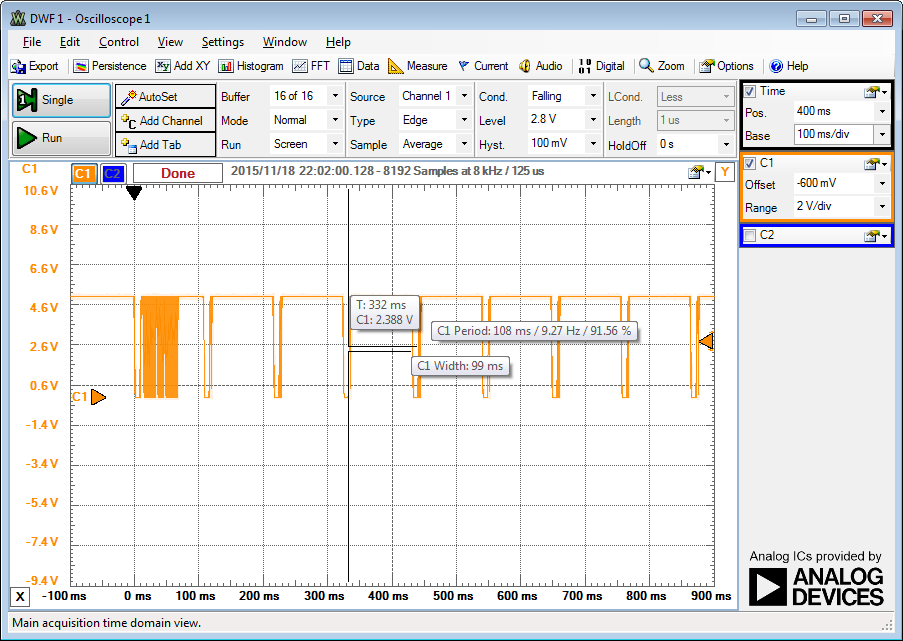 DWF 1 - Oscilloscope 1
File Edit Control View Settings Window Help
Export Persistence Add XY Histogram FFT Data Measure Current Audio Digital Zoom Options Help
1 Single
Run
AutoSet
Add Channel
Add Tab
Buffer 16 of 16
Mode Normal
Run Screen
Source Channel 1
Type Edge
Sample Average
Cond. Falling
Level 2.8 V
Hyst. 100 mV
LCond. Less
Length 1 us
HoldOff 0 s
Time
Pos. 400 ms
Base 100 ms/div
C1
Offset -600 mV
Range 2 V/div
C2
C1 C1 C2 Done 2015/11/18 22:02:00.128 - 8192 Samples at 8 kHz / 125 us Y
10.6 V
8.6 V
6.6 V
4.6 V
2.6 V
0.6 V
-1.4 V
-3.4 V
-5.4 V
-7.4 V
-9.4 V
C1
T: 332 ms
C1: 2.388 V
C1 Period: 108 ms / 9.27 Hz / 91.56 %
C1 Width: 99 ms
X -100 ms 0 ms 100 ms 200 ms 300 ms 400 ms 500 ms 600 ms 700 ms 800 ms 900 ms
Analog ICs provided by
ANALOG
DEVICES
Main acquisition time domain view.